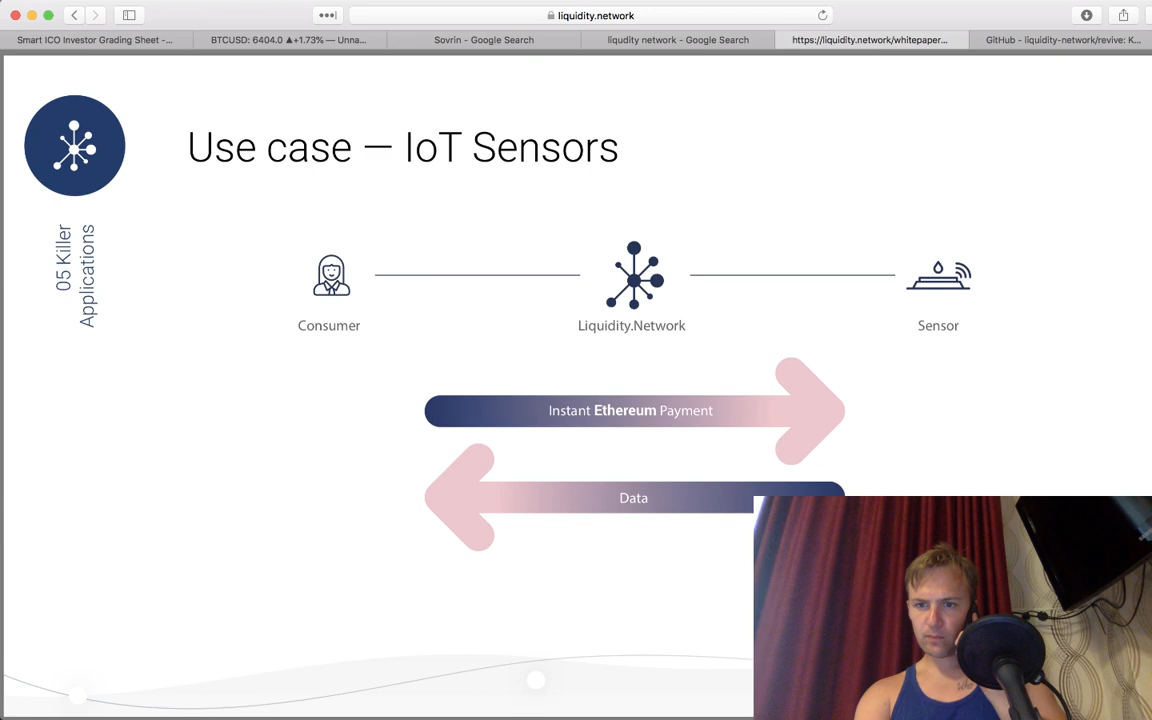 liquidity.network
Smart ICO Investor Grading Sheet -...
BTCUSD: 6404.0 ▲+1.73% — Unna...
Sovrin - Google Search
liqudity network - Google Search
https://liquidity.network/whitepaper...
GitHub - liquidity-network/revive: K...
Use case — IoT Sensors
05 Killer
Applications
Consumer
Liquidity.Network
Sensor
Instant Ethereum Payment
Data